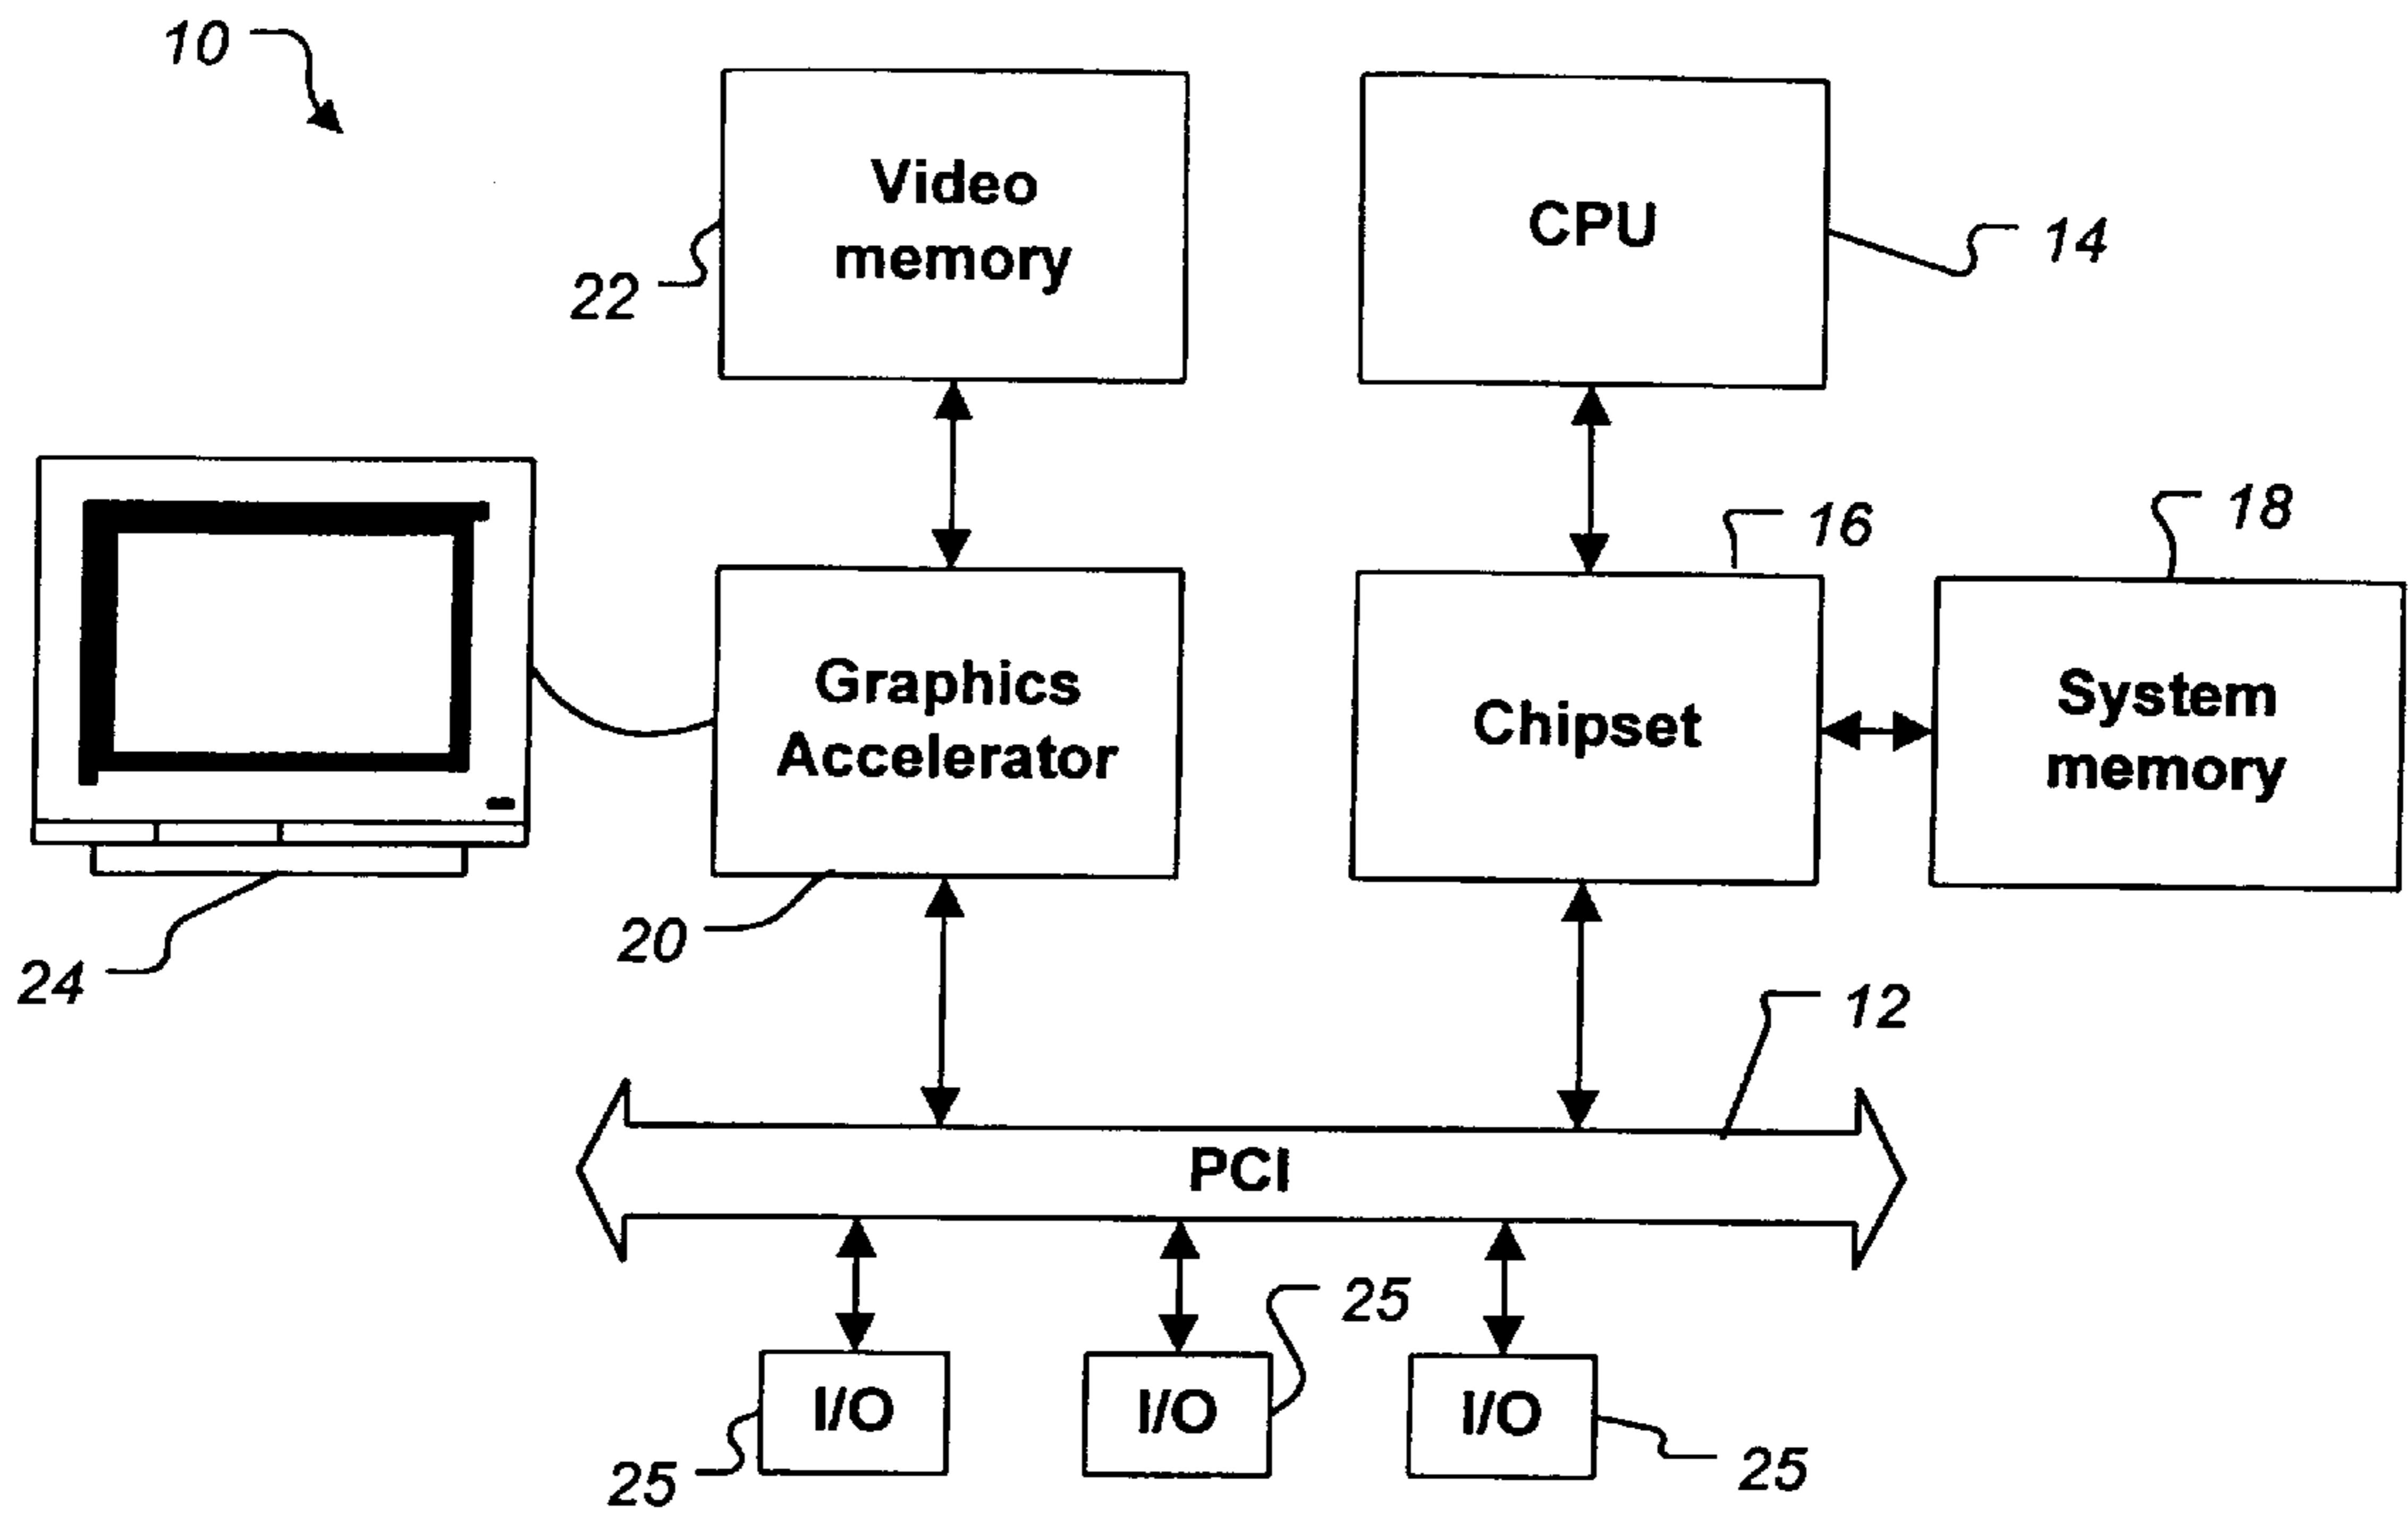 10
Video
memory
22
CPU
14
16
18
Graphics
Accelerator
Chipset
System
memory
20
24
12
PCI
25
I/O
I/O
I/O
25
25